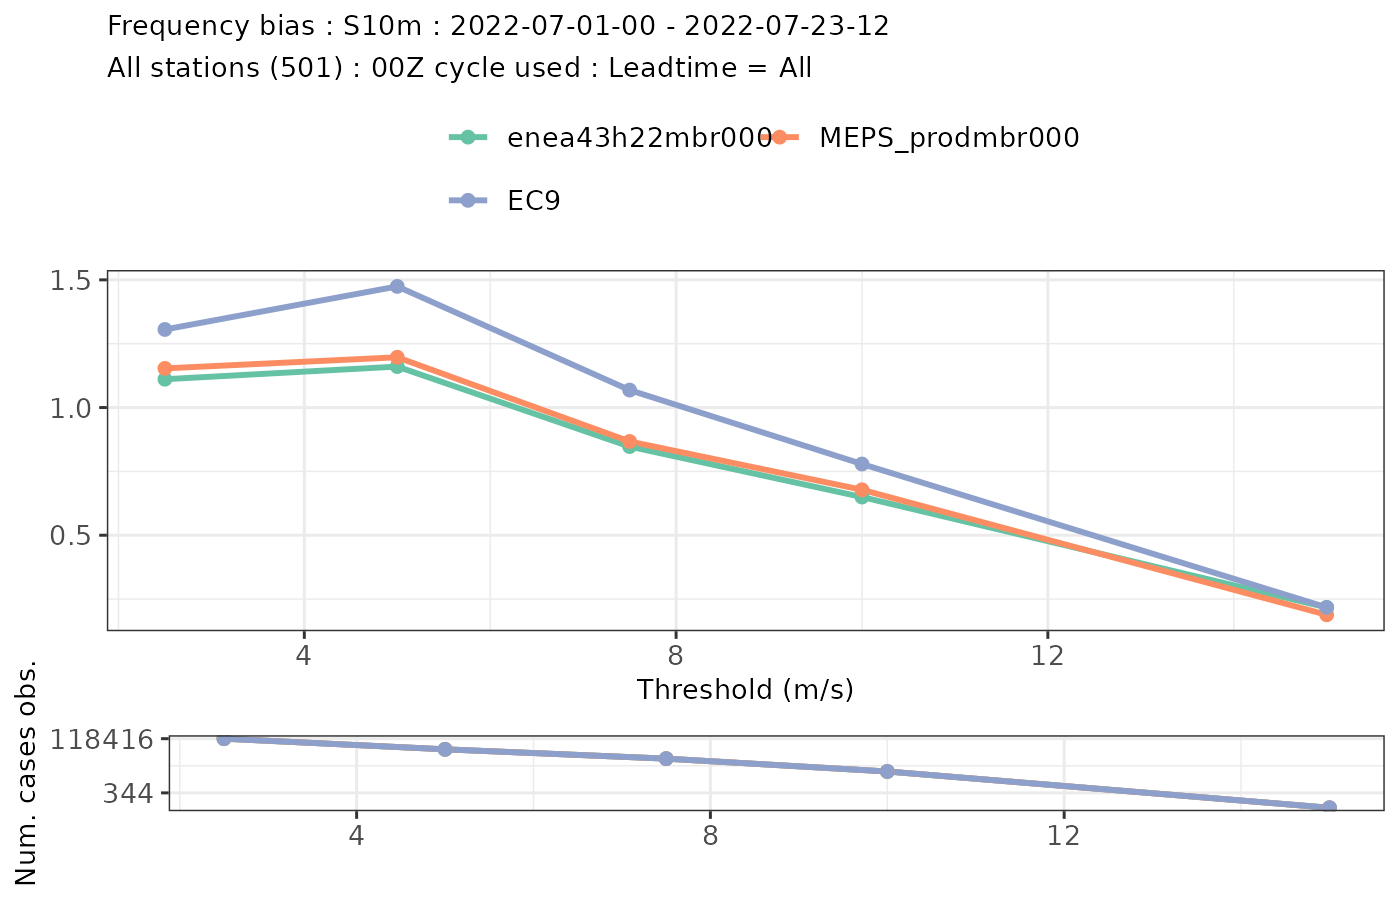 Frequency bias : S10m : 2022-07-01-00 - 2022-07-23-12
All stations (501) : 00Z cycle used : Leadtime = All
enea43h22mbr000 MEPS_prodmbr000
EC9
1.5
1.0
0.5
4 8 12
Threshold (m/s)
Num. cases obs.
118416
344
4 8 12